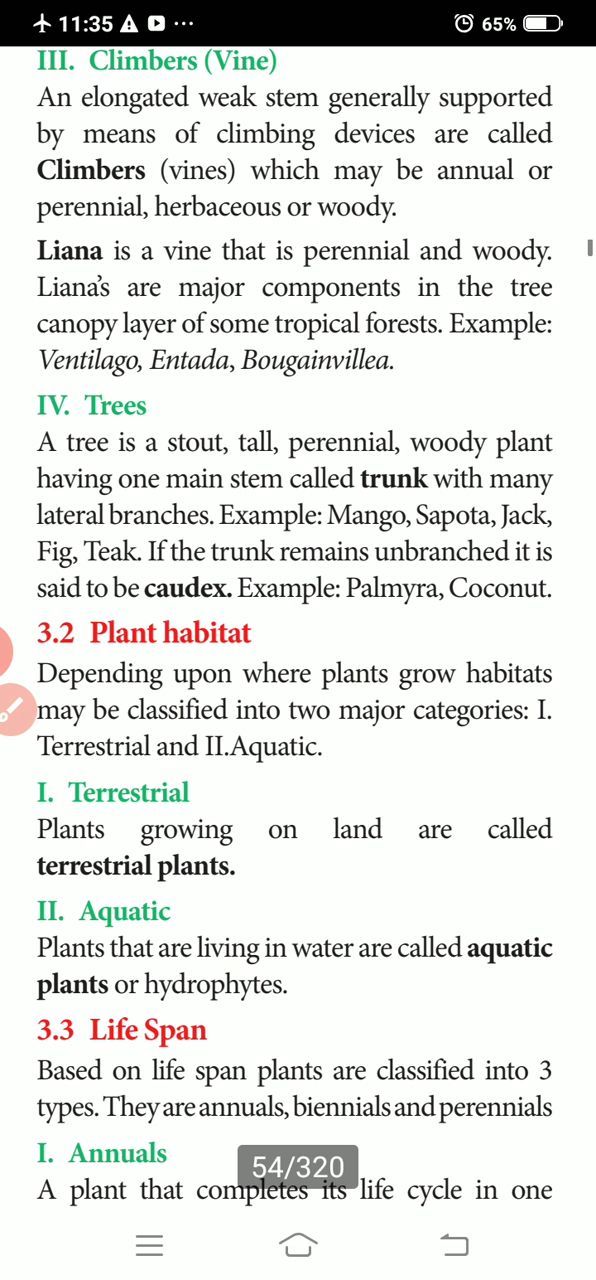 11:35 ... 65%
III. Climbers (Vine)
An elongated weak stem generally supported
by means of climbing devices are called
Climbers (vines) which may be annual or
perennial, herbaceous or woody.
Liana is a vine that is perennial and woody.
Liana's are major components in the tree
canopy layer of some tropical forests. Example:
Ventilago, Entada, Bougainvillea.
IV. Trees
A tree is a stout, tall, perennial, woody plant
having one main stem called trunk with many
lateral branches. Example: Mango, Sapota, Jack,
Fig, Teak. If the trunk remains unbranched it is
said to be caudex. Example: Palmyra, Coconut.
3.2 Plant habitat
Depending upon where plants grow habitats
may be classified into two major categories: I.
Terrestrial and II.Aquatic.
I. Terrestrial
Plants growing on land are called
terrestrial plants.
II. Aquatic
Plants that are living in water are called aquatic
plants or hydrophytes.
3.3 Life Span
Based on life span plants are classified into 3
types. They are annuals, biennials and perennials
I. Annuals
54/320
A plant that completes its life cycle in one